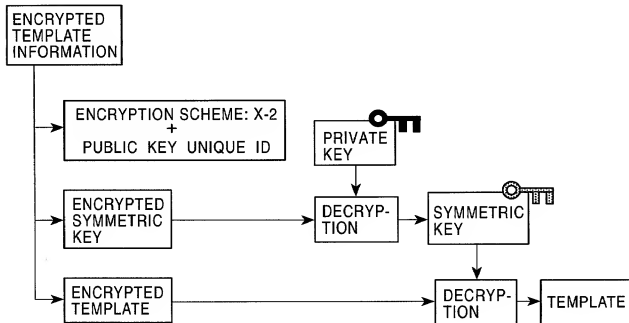 ENCRYPTED
TEMPLATE
INFORMATION
ENCRYPTION SCHEME: X-2
+
PUBLIC KEY UNIQUE ID
PRIVATE
KEY
ENCRYPTED
SYMMETRIC
KEY
DECRYP-
TION
SYMMETRIC
KEY
ENCRYPTED
TEMPLATE
DECRYP-
TION
TEMPLATE